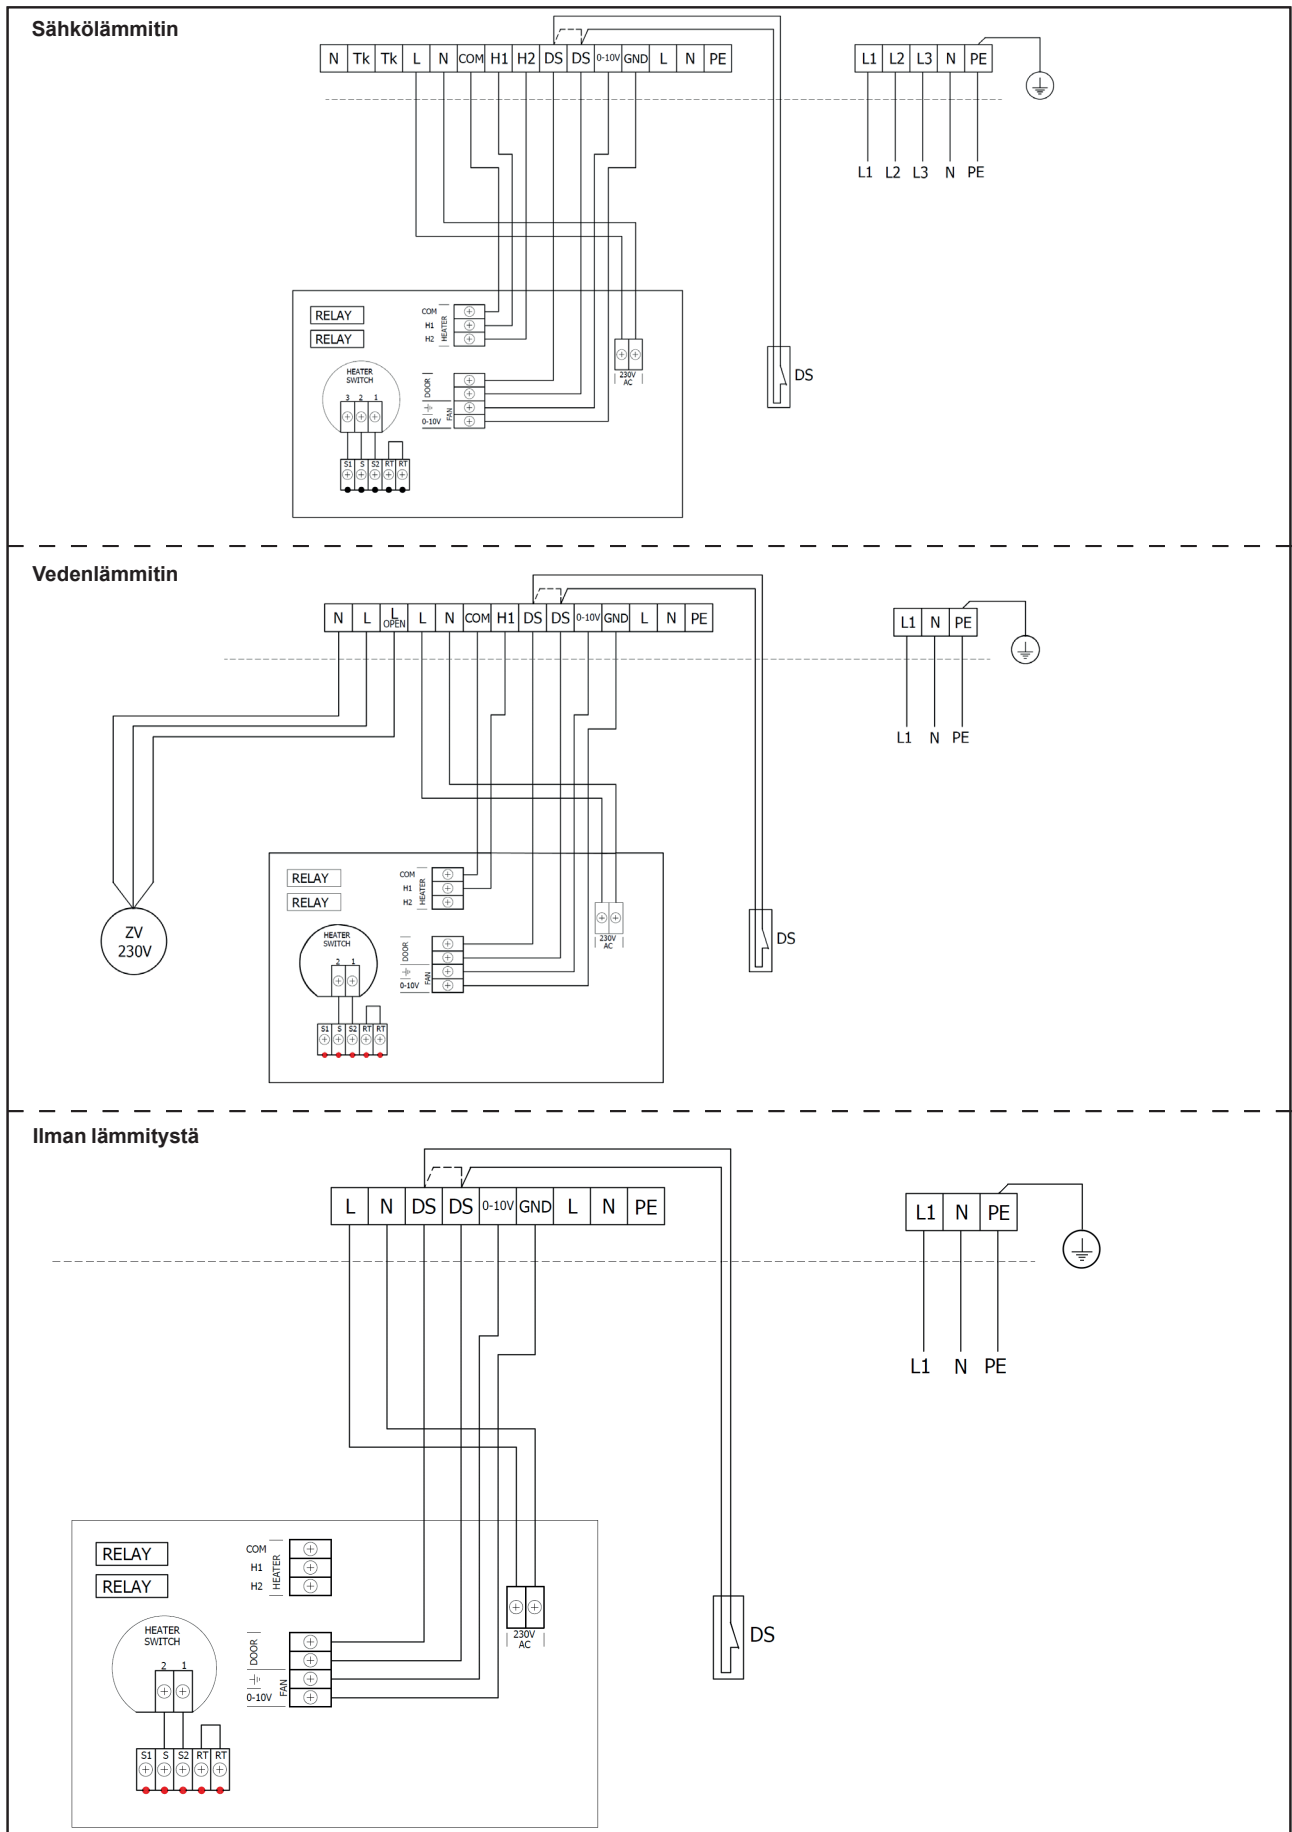 Sähkölämmitin
N Tk Tk L N COM H1 H2 DS DS 0-10V GND L N PE
L1 L2 L3 N PE
L1 L2 L3 N PE
RELAY
RELAY
COM
H1
H2
HEATER
230V
AC
HEATER
SWITCH
3 2 1
DOOR
FAN
0-10V
S1 S S2 RT RT
DS
Vedenlämmitin
N L L OPEN L N COM H1 DS DS 0-10V GND L N PE
L1 N PE
L1 N PE
ZV
230V
RELAY
RELAY
COM
H1
H2
HEATER
230V
AC
HEATER
SWITCH
2 1
DOOR
FAN
0-10V
S1 S S2 RT RT
DS
Ilman lämmitystä
L N DS DS 0-10V GND L N PE
L1 N PE
L1 N PE
RELAY
RELAY
COM
H1
H2
HEATER
230V
AC
HEATER
SWITCH
2 1
DOOR
FAN
0-10V
S1 S S2 RT RT
DS